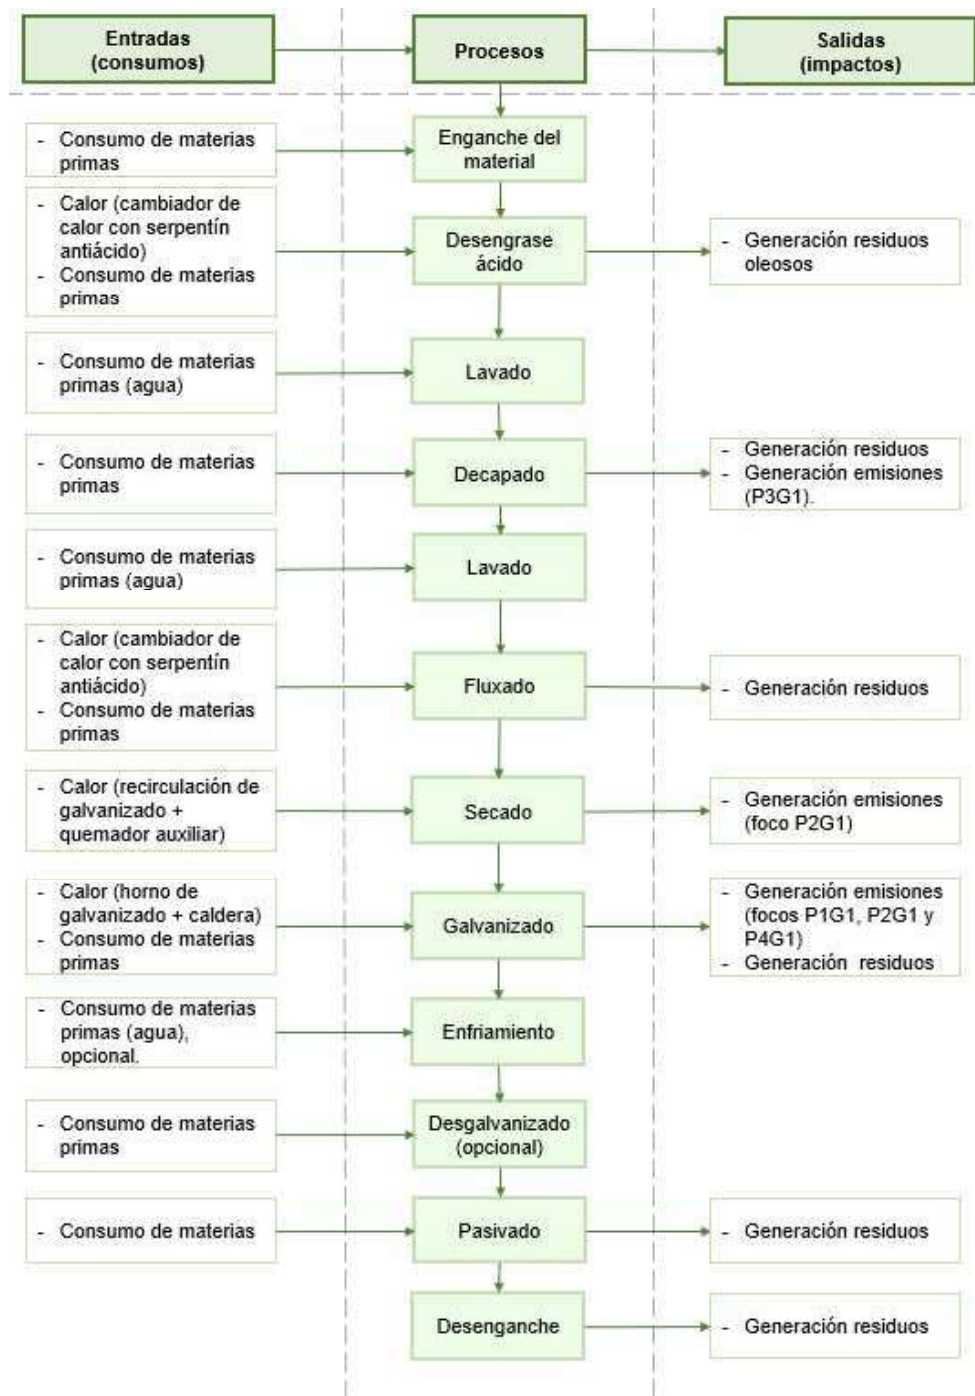 Entradas
(consumos)
Procesos
Salidas
(impactos)
- Consumo de materias
primas
Enganche del
material
- Calor (cambiador de
calor con serpentín
antiácido)
- Consumo de materias
primas
Desengrase
ácido
- Generación residuos
oleosos
- Consumo de materias
primas (agua)
Lavado
- Consumo de materias
primas
Decapado
- Generación residuos
- Generación emisiones
(P3G1).
- Consumo de materias
primas (agua)
Lavado
- Calor (cambiador de
calor con serpentín
antiácido)
- Consumo de materias
primas
Fluxado
- Generación residuos
- Calor (recirculación de
galvanizado +
quemador auxiliar)
Secado
- Generación emisiones
(foco P2G1)
- Calor (horno de
galvanizado + caldera)
- Consumo de materias
primas
Galvanizado
- Generación emisiones
(focos P1G1, P2G1 y
P4G1)
- Generación residuos
- Consumo de materias
primas (agua),
opcional.
Enfriamiento
- Consumo de materias
primas
Desgalvanizado
(opcional)
- Consumo de materias
Pasivado
- Generación residuos
Desenganche
- Generación residuos